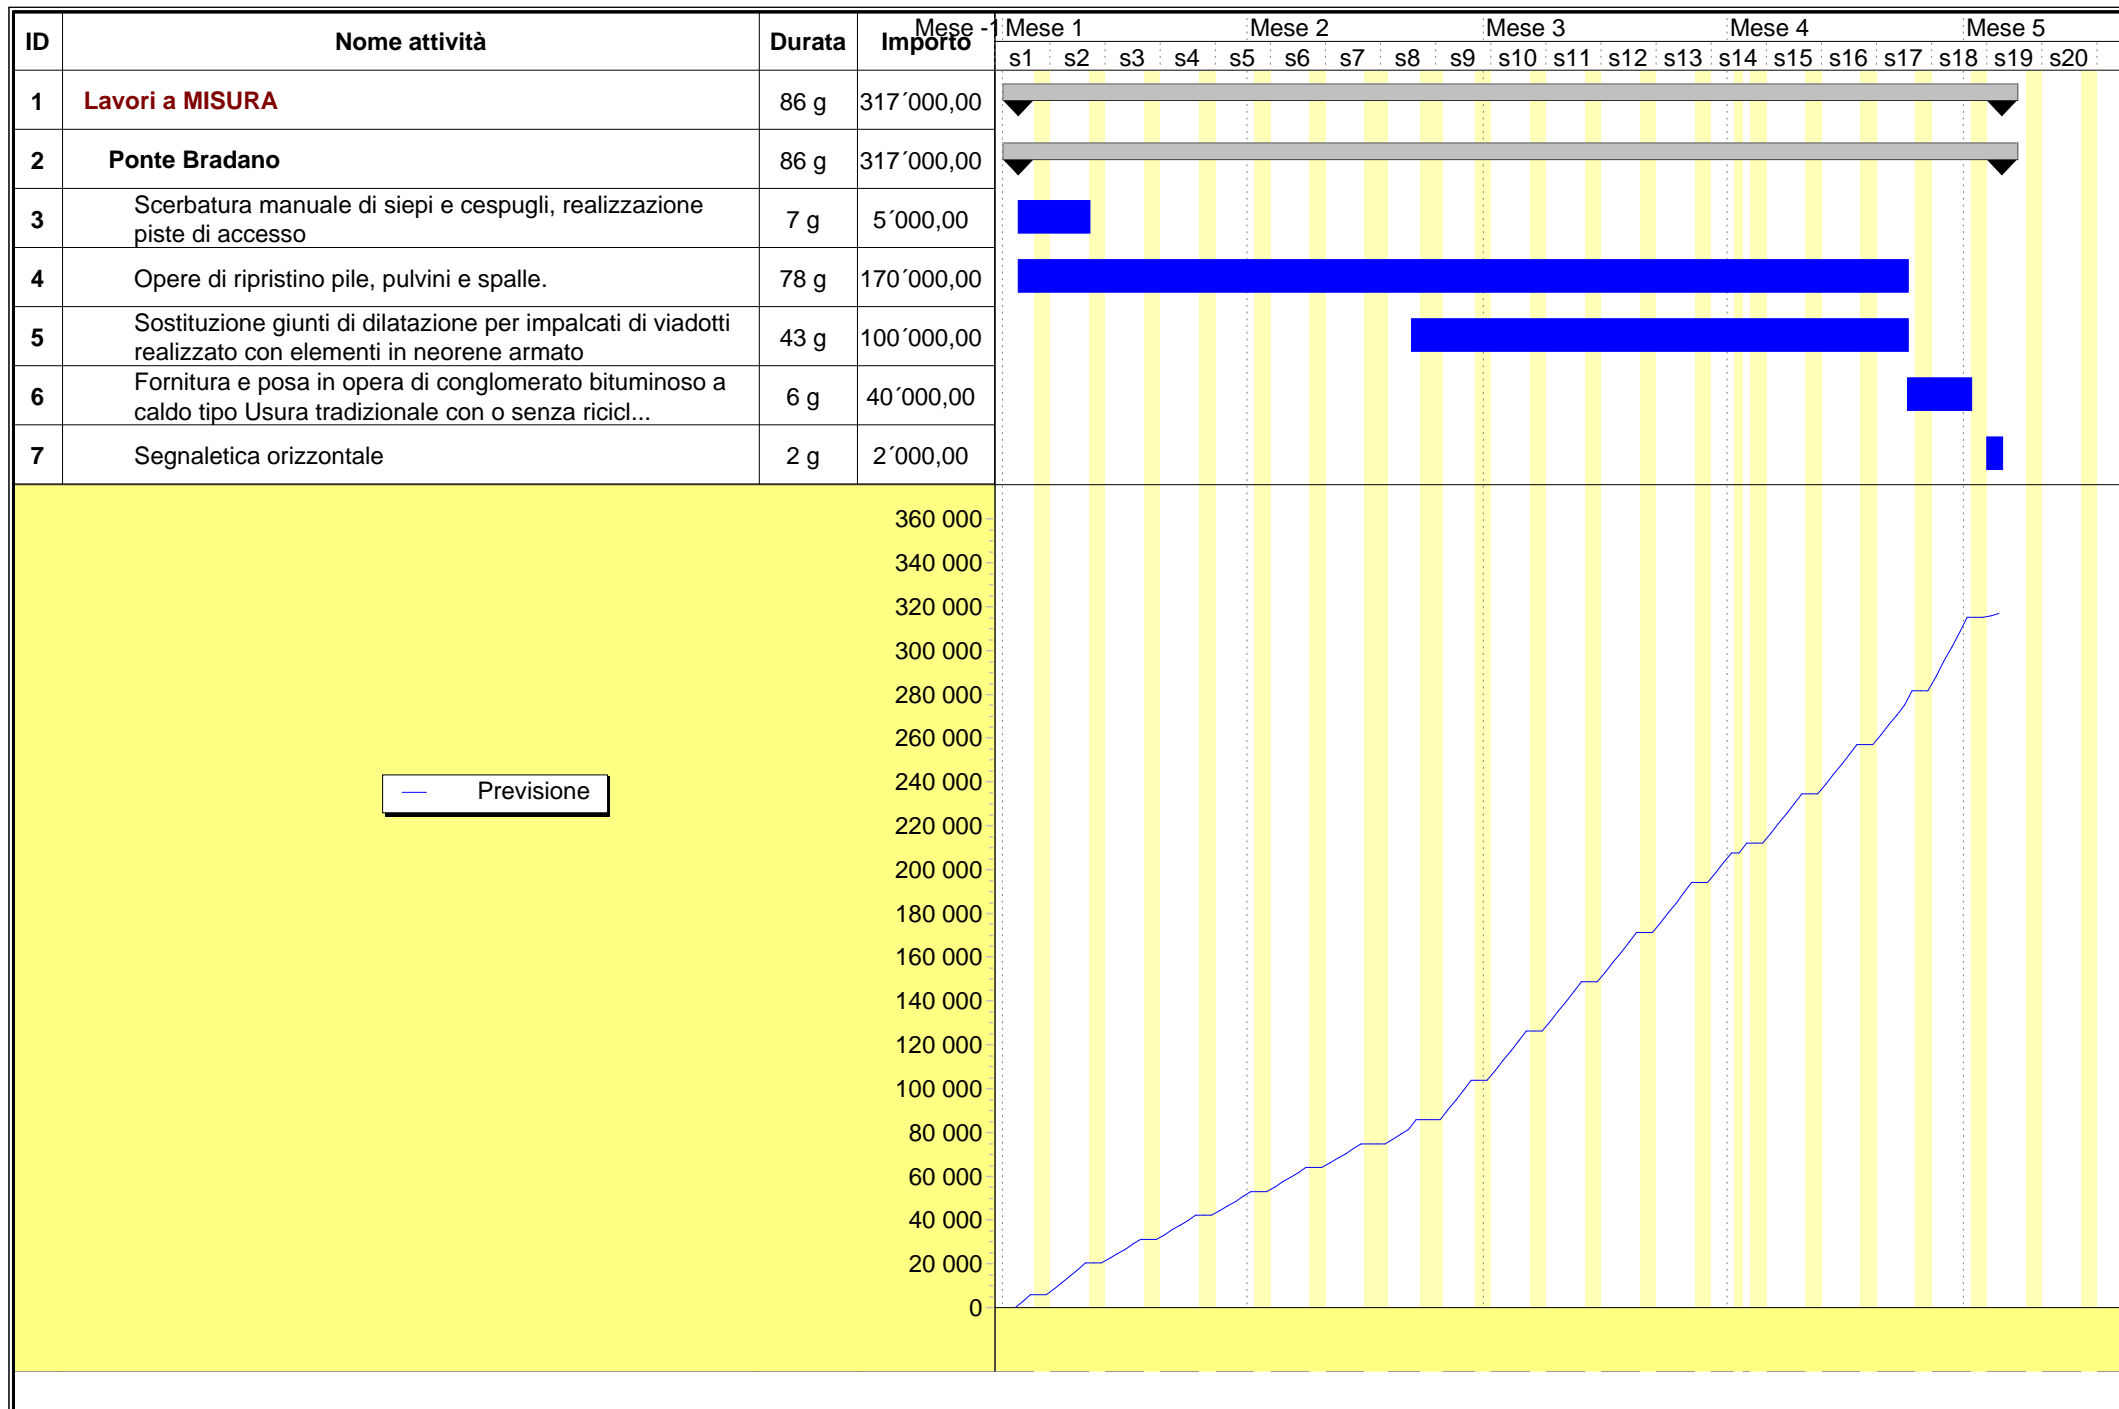 Mese -1 Mese 1 Mese 2 Mese 3 Mese 4 Mese 5
ID Nome attività Durata Importo
s1 s2 s3 s4 s5 s6 s7 s8 s9 s10 s11 s12 s13 s14 s15 s16 s17 s18 s19 s20
1 Lavori a MISURA 86 g 317´000,00
2 Ponte Bradano 86 g 317´000,00
3 Scerbatura manuale di siepi e cespugli, realizzazione
piste di accesso 7 g 5´000,00
4 Opere di ripristino pile, pulvini e spalle. 78 g 170´000,00
5 Sostituzione giunti di dilatazione per impalcati di viadotti
realizzato con elementi in neorene armato 43 g 100´000,00
6 Fornitura e posa in opera di conglomerato bituminoso a
caldo tipo Usura tradizionale con o senza ricicl... 6 g 40´000,00
7 Segnaletica orizzontale 2 g 2´000,00
360 000
340 000
320 000
300 000
280 000
260 000
240 000
Previsione
220 000
200 000
180 000
160 000
140 000
120 000
100 000
80 000
60 000
40 000
20 000
0